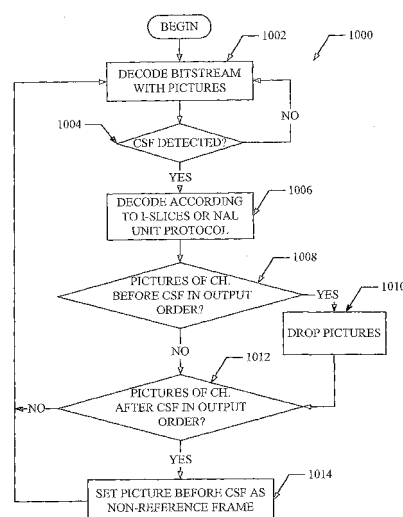 BEGIN
1002
1000
DECODE BITSTREAM
WITH PICTURES
NO
1004
CSF DETECTED?
YES
1006
DECODE ACCORDING
TO I-SLICES OR NAL
UNIT PROTOCOL
1008
PICTURES OF CH.
BEFORE CSF IN OUTPUT
ORDER?
YES
1010
DROP PICTURES
NO
1012
PICTURES OF CH.
AFTER CSF IN OUTPUT
ORDER?
NO
YES
1014
SET PICTURE BEFORE CSF AS
NON-REFERENCE FRAME